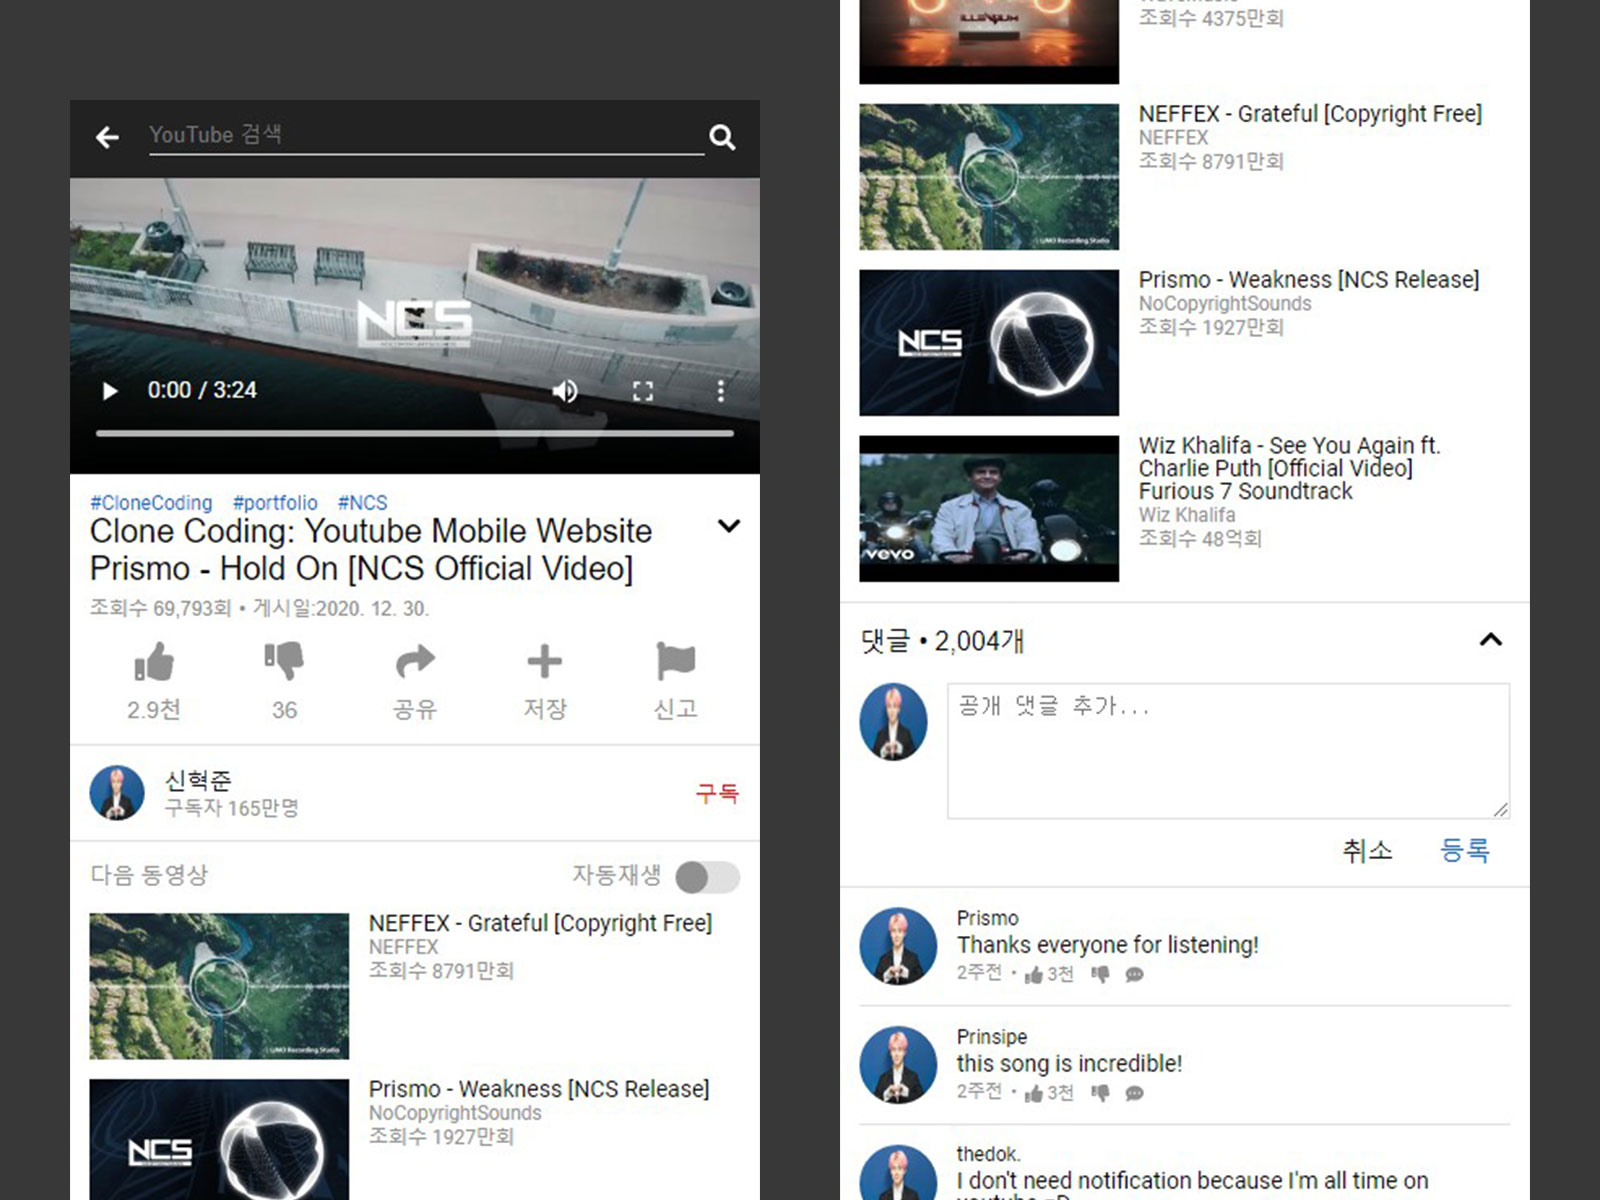 YouTube 검색
NCS
0:00 / 3:24
#CloneCoding #portfolio #NCS
Clone Coding: Youtube Mobile Website
Prismo - Hold On [NCS Official Video]
조회수 69,793회 • 게시일:2020. 12. 30.
2.9천 36 공유 저장 신고
신혁준
구독자 165만명
구독
다음 동영상 자동재생
NEFFEX - Grateful [Copyright Free]
NEFFEX
조회수 8791만회
Prismo - Weakness [NCS Release]
NoCopyrightSounds
조회수 1927만회
NCS
ILLENIUM
조회수 4375만회
NEFFEX - Grateful [Copyright Free]
NEFFEX
조회수 8791만회
Prismo - Weakness [NCS Release]
NoCopyrightSounds
조회수 1927만회
NCS
Wiz Khalifa - See You Again ft.
Charlie Puth [Official Video]
Furious 7 Soundtrack
Wiz Khalifa
조회수 48억회
vevo
댓글 • 2,004개
공개 댓글 추가...
취소 등록
Prismo
Thanks everyone for listening!
2주전 • 3천
Prinsipe
this song is incredible!
2주전 • 3천
thedok.
I don't need notification because I'm all time on